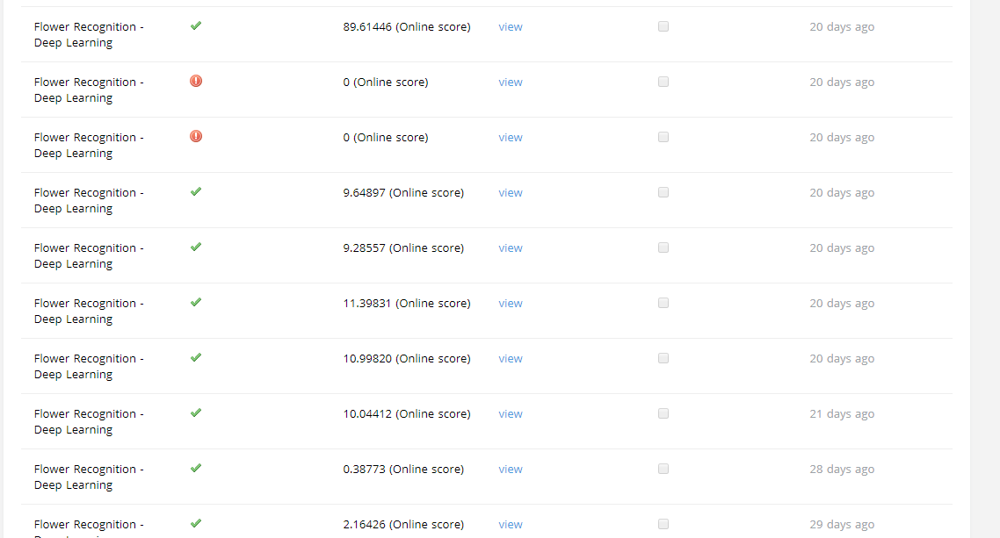 Flower Recognition - 89.61446 (Online score) view 20 days ago
Deep Learning
Flower Recognition - 0 (Online score) view 20 days ago
Deep Learning
Flower Recognition - 0 (Online score) view 20 days ago
Deep Learning
Flower Recognition - 9.64897 (Online score) view 20 days ago
Deep Learning
Flower Recognition - 9.28557 (Online score) view 20 days ago
Deep Learning
Flower Recognition - 11.39831 (Online score) view 20 days ago
Deep Learning
Flower Recognition - 10.99820 (Online score) view 20 days ago
Deep Learning
Flower Recognition - 10.04412 (Online score) view 21 days ago
Deep Learning
Flower Recognition - 0.38773 (Online score) view 28 days ago
Deep Learning
Flower Recognition - 2.16426 (Online score) view 29 days ago